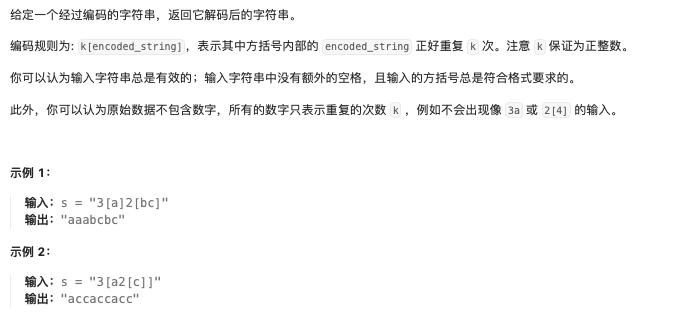 给定一个经过编码的字符串，返回它解码后的字符串。
编码规则为: k[encoded_string]，表示其中方括号内部的 encoded_string 正好重复 k 次。注意 k 保证为正整数。
你可以认为输入字符串总是有效的；输入字符串中没有额外的空格，且输入的方括号总是符合格式要求的。
此外，你可以认为原始数据不包含数字，所有的数字只表示重复的次数 k ，例如不会出现像 3a 或 2[4] 的输入。
示例 1：
输入：s = "3[a]2[bc]"
输出："aaabcbc"
示例 2：
输入：s = "3[a2[c]]"
输出："accaccacc"